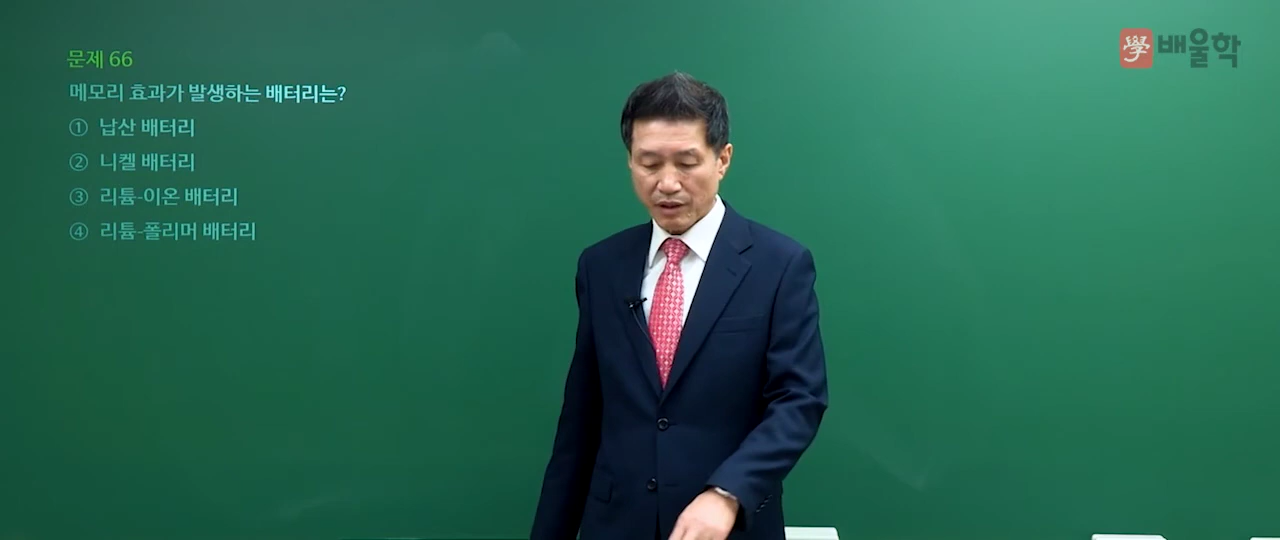 문제 66
메모리 효과가 발생하는 배터리는?
① 납산 배터리
② 니켈 배터리
③ 리튬-이온 배터리
④ 리튬-폴리머 배터리
學 배울학